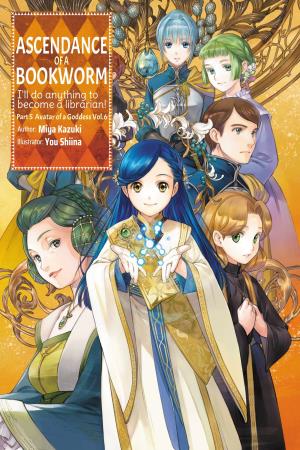 ASCENDANCE
OF A
BOOKWORM
I'll do anything to
become a librarian!
Part 5 Avatar of a Goddess Vol.6
Author: Miya Kazuki
Illustrator: You Shiina